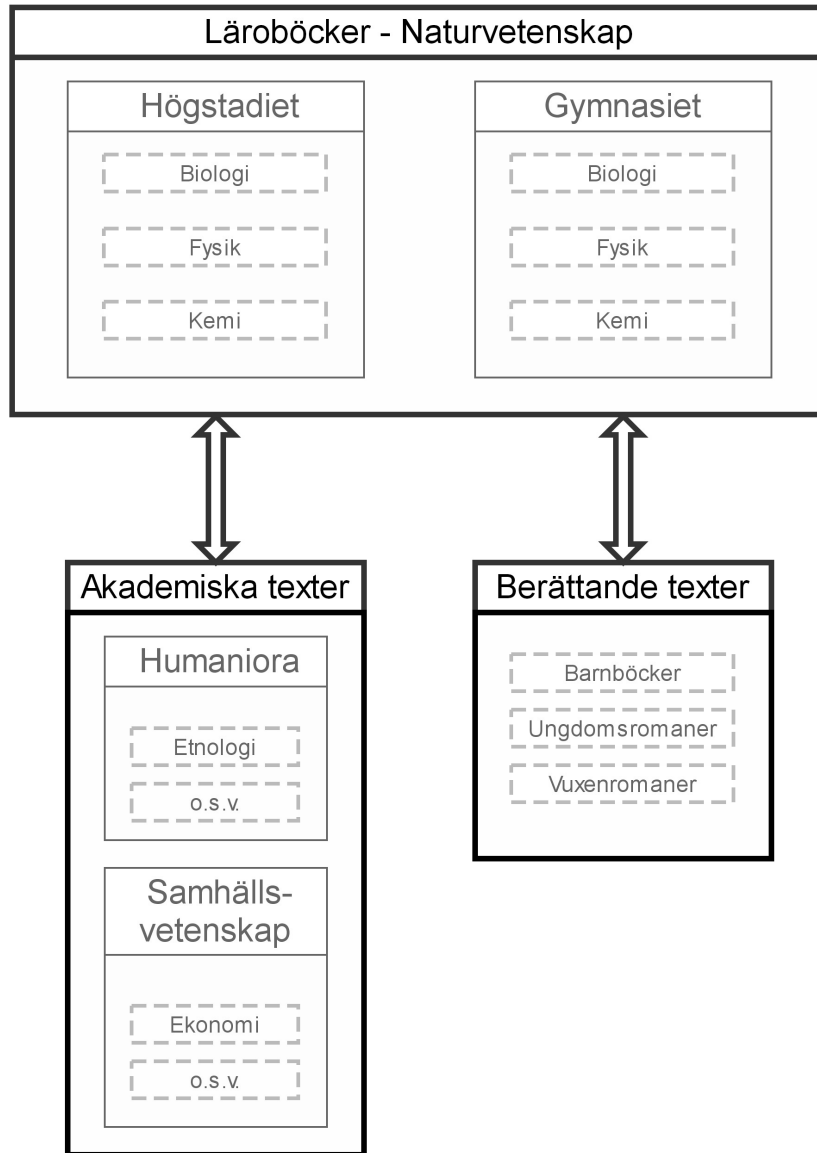 Läroböcker - Naturvetenskap
Högstadiet
Biologi
Fysik
Kemi
Gymnasiet
Biologi
Fysik
Kemi
Akademiska texter
Humaniora
Etnologi
o.s.v.
Samhälls-
vetenskap
Ekonomi
o.s.v.
Berättande texter
Barnböcker
Ungdomsromaner
Vuxenromaner